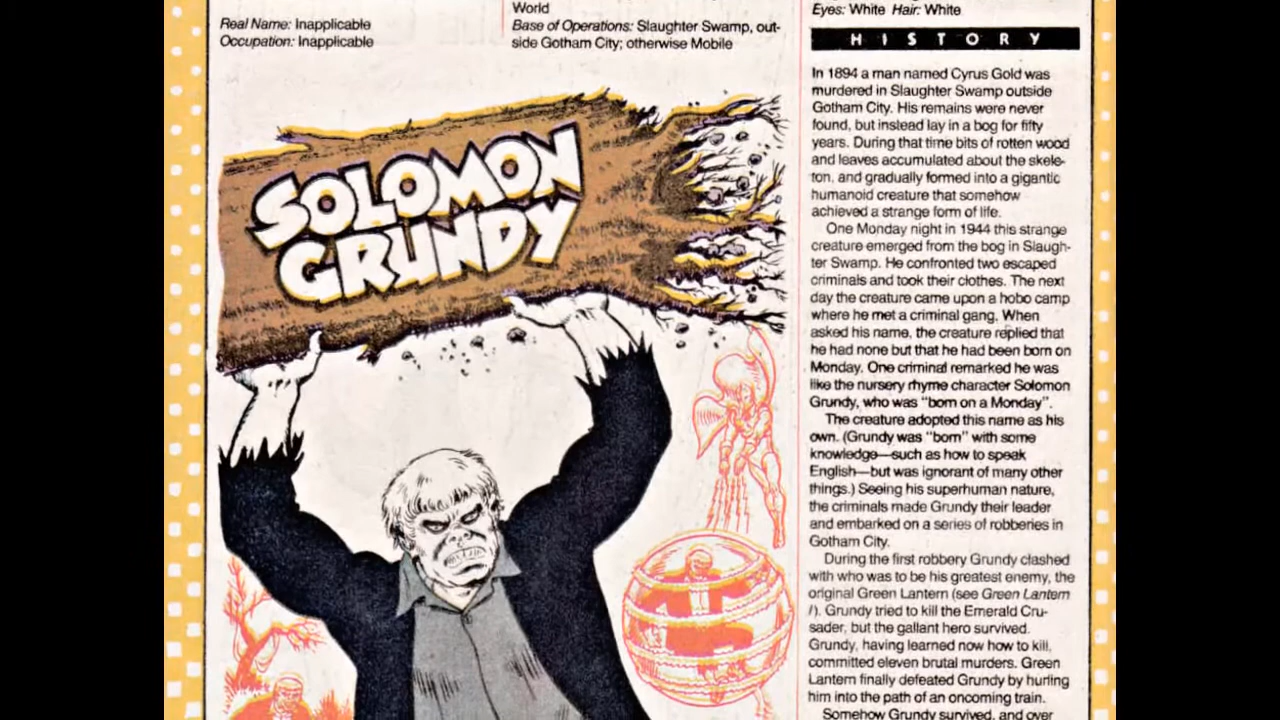 Real Name: Inapplicable
Occupation: Inapplicable
World
Base of Operations: Slaughter Swamp, out-
side Gotham City; otherwise Mobile
Eyes: White Hair: White
HISTORY
SOLOMON
GRUNDY
In 1894 a man named Cyrus Gold was
murdered in Slaughter Swamp outside
Gotham City. His remains were never
found, but instead lay in a bog for fifty
years. During that time bits of rotten wood
and leaves accumulated about the skele-
ton, and gradually formed into a gigantic
humanoid creature that somehow
achieved a strange form of life.
One Monday night in 1944 this strange
creature emerged from the bog in Slaugh-
ter Swamp. He confronted two escaped
criminals and took their clothes. The next
day the creature came upon a hobo camp
where he met a criminal gang. When
asked his name, the creature replied that
he had none but that he had been born on
Monday. One criminal remarked he was
like the nursery rhyme character Solomon
Grundy, who was "born on a Monday".
The creature adopted this name as his
own. (Grundy was "born" with some
knowledge—such as how to speak
English—but was ignorant of many other
things.) Seeing his superhuman nature,
the criminals made Grundy their leader
and embarked on a series of robberies in
Gotham City.
During the first robbery Grundy clashed
with who was to be his greatest enemy, the
original Green Lantern (see Green Lantern
I). Grundy tried to kill the Emerald Cru-
sader, but the gallant hero survived.
Grundy, having learned now how to kill,
committed eleven brutal murders. Green
Lantern finally defeated Grundy by hurling
him into the path of an oncoming train.
Somehow Grundy survived, and over